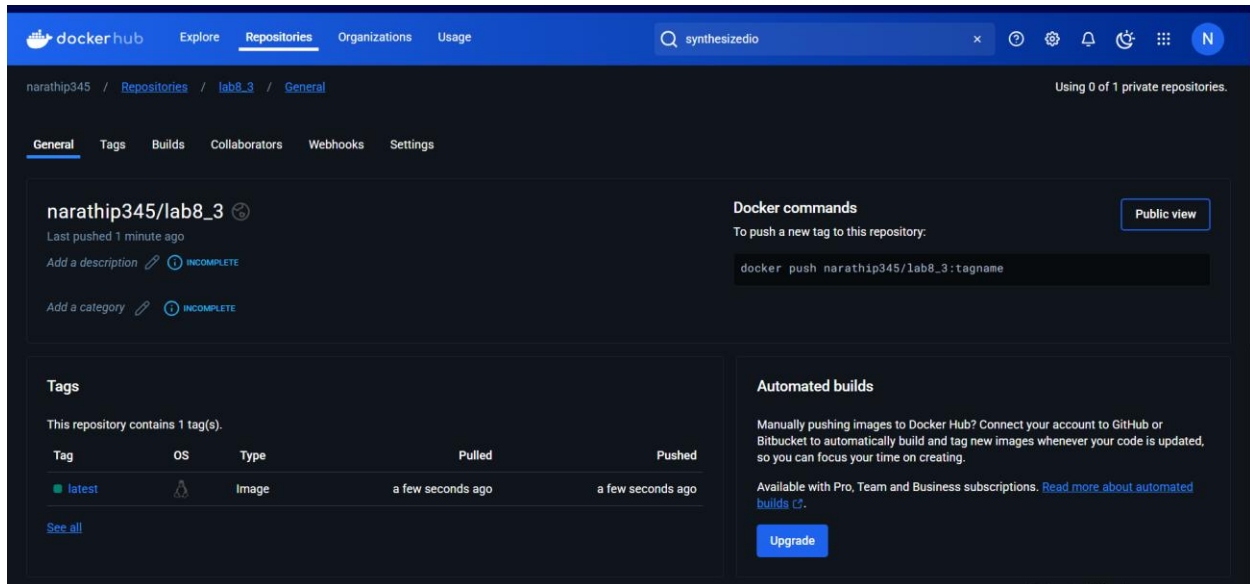 dockerhub Explore Repositories Organizations Usage synthesizedio × N
narathip345 / Repositories / lab8_3 / General Using 0 of 1 private repositories.
General Tags Builds Collaborators Webhooks Settings
narathip345/lab8_3
Last pushed 1 minute ago
Add a description INCOMPLETE
Add a category INCOMPLETE
Docker commands
Public view
To push a new tag to this repository:
docker push narathip345/lab8_3:tagname
Tags
This repository contains 1 tag(s).
Tag OS Type Pulled Pushed
latest Image a few seconds ago a few seconds ago
See all
Automated builds
Manually pushing images to Docker Hub? Connect your account to GitHub or
Bitbucket to automatically build and tag new images whenever your code is updated,
so you can focus your time on creating.
Available with Pro, Team and Business subscriptions. Read more about automated
builds.
Upgrade